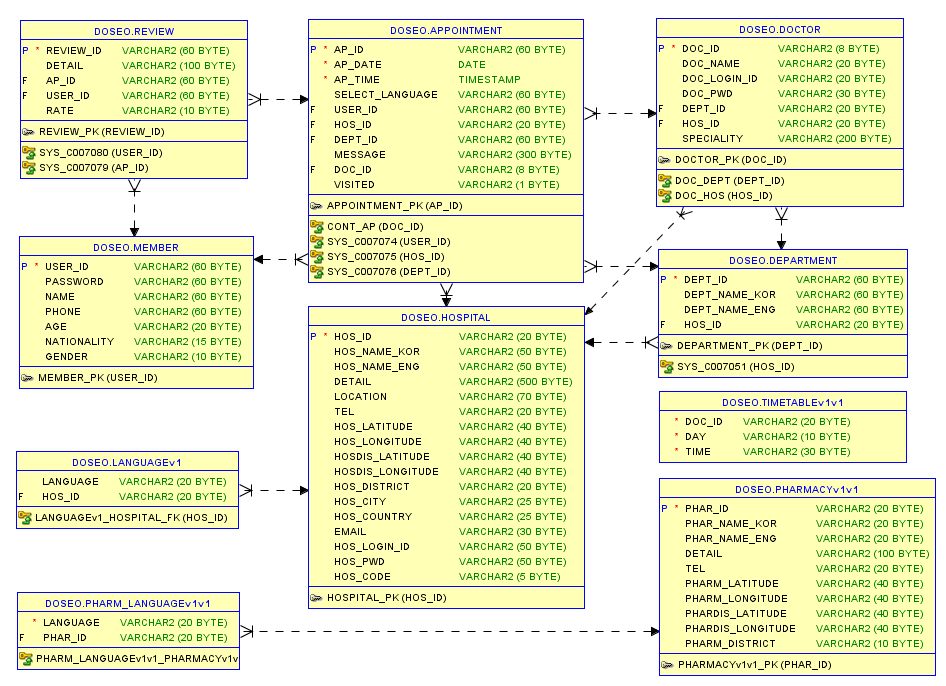 DOSEO.REVIEW
P * REVIEW_ID VARCHAR2 (60 BYTE)
DETAIL VARCHAR2 (100 BYTE)
F AP_ID VARCHAR2 (60 BYTE)
F USER_ID VARCHAR2 (60 BYTE)
RATE VARCHAR2 (10 BYTE)
REVIEW_PK (REVIEW_ID)
SYS_C007080 (USER_ID)
SYS_C007079 (AP_ID)
DOSEO.APPOINTMENT
P * AP_ID VARCHAR2 (60 BYTE)
* AP_DATE DATE
* AP_TIME TIMESTAMP
SELECT_LANGUAGE VARCHAR2 (60 BYTE)
F USER_ID VARCHAR2 (60 BYTE)
F HOS_ID VARCHAR2 (20 BYTE)
F DEPT_ID VARCHAR2 (60 BYTE)
MESSAGE VARCHAR2 (300 BYTE)
F DOC_ID VARCHAR2 (8 BYTE)
VISITED VARCHAR2 (1 BYTE)
APPOINTMENT_PK (AP_ID)
CONT_AP (DOC_ID)
SYS_C007074 (USER_ID)
SYS_C007075 (HOS_ID)
SYS_C007076 (DEPT_ID)
DOSEO.DOCTOR
P * DOC_ID VARCHAR2 (8 BYTE)
DOC_NAME VARCHAR2 (20 BYTE)
DOC_LOGIN_ID VARCHAR2 (20 BYTE)
DOC_PWD VARCHAR2 (30 BYTE)
F DEPT_ID VARCHAR2 (20 BYTE)
F HOS_ID VARCHAR2 (20 BYTE)
SPECIALITY VARCHAR2 (200 BYTE)
DOCTOR_PK (DOC_ID)
DOC_DEPT (DEPT_ID)
DOC_HOS (HOS_ID)
DOSEO.MEMBER
P * USER_ID VARCHAR2 (60 BYTE)
PASSWORD VARCHAR2 (60 BYTE)
NAME VARCHAR2 (60 BYTE)
PHONE VARCHAR2 (60 BYTE)
AGE VARCHAR2 (20 BYTE)
NATIONALITY VARCHAR2 (15 BYTE)
GENDER VARCHAR2 (10 BYTE)
MEMBER_PK (USER_ID)
DOSEO.HOSPITAL
P * HOS_ID VARCHAR2 (20 BYTE)
HOS_NAME_KOR VARCHAR2 (50 BYTE)
HOS_NAME_ENG VARCHAR2 (50 BYTE)
DETAIL VARCHAR2 (500 BYTE)
LOCATION VARCHAR2 (70 BYTE)
TEL VARCHAR2 (20 BYTE)
HOS_LATITUDE VARCHAR2 (40 BYTE)
HOS_LONGITUDE VARCHAR2 (40 BYTE)
HOSDIS_LATITUDE VARCHAR2 (40 BYTE)
HOSDIS_LONGITUDE VARCHAR2 (40 BYTE)
HOS_DISTRICT VARCHAR2 (20 BYTE)
HOS_CITY VARCHAR2 (25 BYTE)
HOS_COUNTRY VARCHAR2 (25 BYTE)
EMAIL VARCHAR2 (30 BYTE)
HOS_LOGIN_ID VARCHAR2 (50 BYTE)
HOS_PWD VARCHAR2 (50 BYTE)
HOS_CODE VARCHAR2 (5 BYTE)
HOSPITAL_PK (HOS_ID)
DOSEO.DEPARTMENT
P * DEPT_ID VARCHAR2 (60 BYTE)
DEPT_NAME_KOR VARCHAR2 (60 BYTE)
DEPT_NAME_ENG VARCHAR2 (60 BYTE)
F HOS_ID VARCHAR2 (20 BYTE)
DEPARTMENT_PK (DEPT_ID)
SYS_C007051 (HOS_ID)
DOSEO.TIMETABLEv1v1
* DOC_ID VARCHAR2 (20 BYTE)
* DAY VARCHAR2 (10 BYTE)
* TIME VARCHAR2 (30 BYTE)
DOSEO.LANGUAGEv1
LANGUAGE VARCHAR2 (20 BYTE)
F HOS_ID VARCHAR2 (20 BYTE)
LANGUAGEv1_HOSPITAL_FK (HOS_ID)
DOSEO.PHARMACYv1v1
P * PHAR_ID VARCHAR2 (20 BYTE)
PHAR_NAME_KOR VARCHAR2 (20 BYTE)
PHAR_NAME_ENG VARCHAR2 (20 BYTE)
DETAIL VARCHAR2 (100 BYTE)
TEL VARCHAR2 (20 BYTE)
PHARM_LATITUDE VARCHAR2 (40 BYTE)
PHARM_LONGITUDE VARCHAR2 (40 BYTE)
PHARDIS_LATITUDE VARCHAR2 (40 BYTE)
PHARDIS_LONGITUDE VARCHAR2 (40 BYTE)
PHARM_DISTRICT VARCHAR2 (10 BYTE)
PHARMACYv1v1_PK (PHAR_ID)
DOSEO.PHARM_LANGUAGEv1v1
* LANGUAGE VARCHAR2 (20 BYTE)
F PHAR_ID VARCHAR2 (20 BYTE)
PHARM_LANGUAGEv1v1_PHARMACYv1v